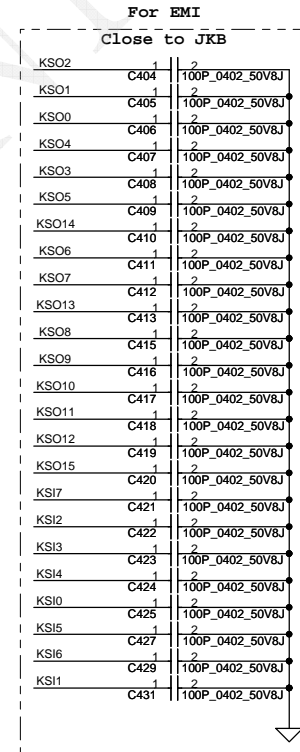 For EMI
Close to JKB
KSO2 1 2
C404 100P_0402_50V8J
KSO1 1 2
C405 100P_0402_50V8J
KSO0 1 2
C406 100P_0402_50V8J
KSO4 1 2
C407 100P_0402_50V8J
KSO3 1 2
C408 100P_0402_50V8J
KSO5 1 2
C409 100P_0402_50V8J
KSO14 1 2
C410 100P_0402_50V8J
KSO6 1 2
C411 100P_0402_50V8J
KSO7 1 2
C412 100P_0402_50V8J
KSO13 1 2
C413 100P_0402_50V8J
KSO8 1 2
C415 100P_0402_50V8J
KSO9 1 2
C416 100P_0402_50V8J
KSO10 1 2
C417 100P_0402_50V8J
KSO11 1 2
C418 100P_0402_50V8J
KSO12 1 2
C419 100P_0402_50V8J
KSO15 1 2
C420 100P_0402_50V8J
KSI7 1 2
C421 100P_0402_50V8J
KSI2 1 2
C422 100P_0402_50V8J
KSI3 1 2
C423 100P_0402_50V8J
KSI4 1 2
C424 100P_0402_50V8J
KSI0 1 2
C425 100P_0402_50V8J
KSI5 1 2
C427 100P_0402_50V8J
KSI6 1 2
C429 100P_0402_50V8J
KSI1 1 2
C431 100P_0402_50V8J